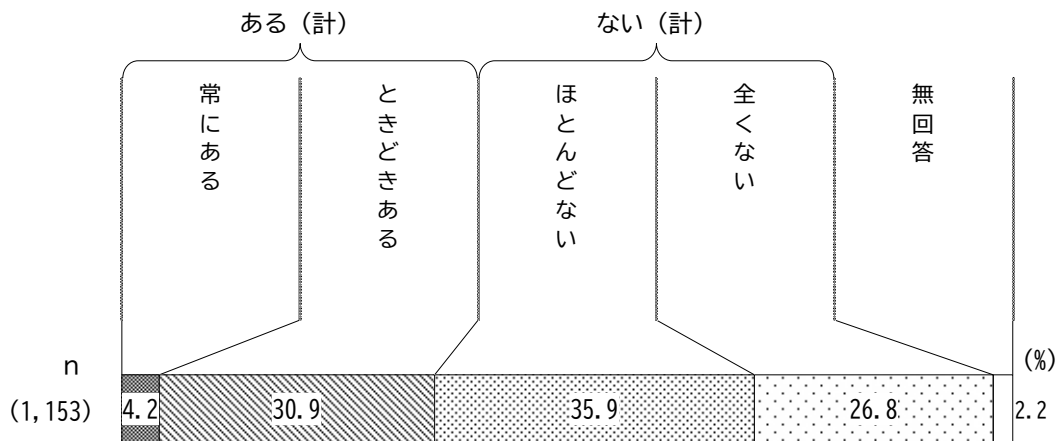 ある（計）
ない（計）
常にある
ときどきある
ほとんどない
全くない
無回答
n
(%)
(1,153)
4.2
30.9
35.9
26.8
2.2